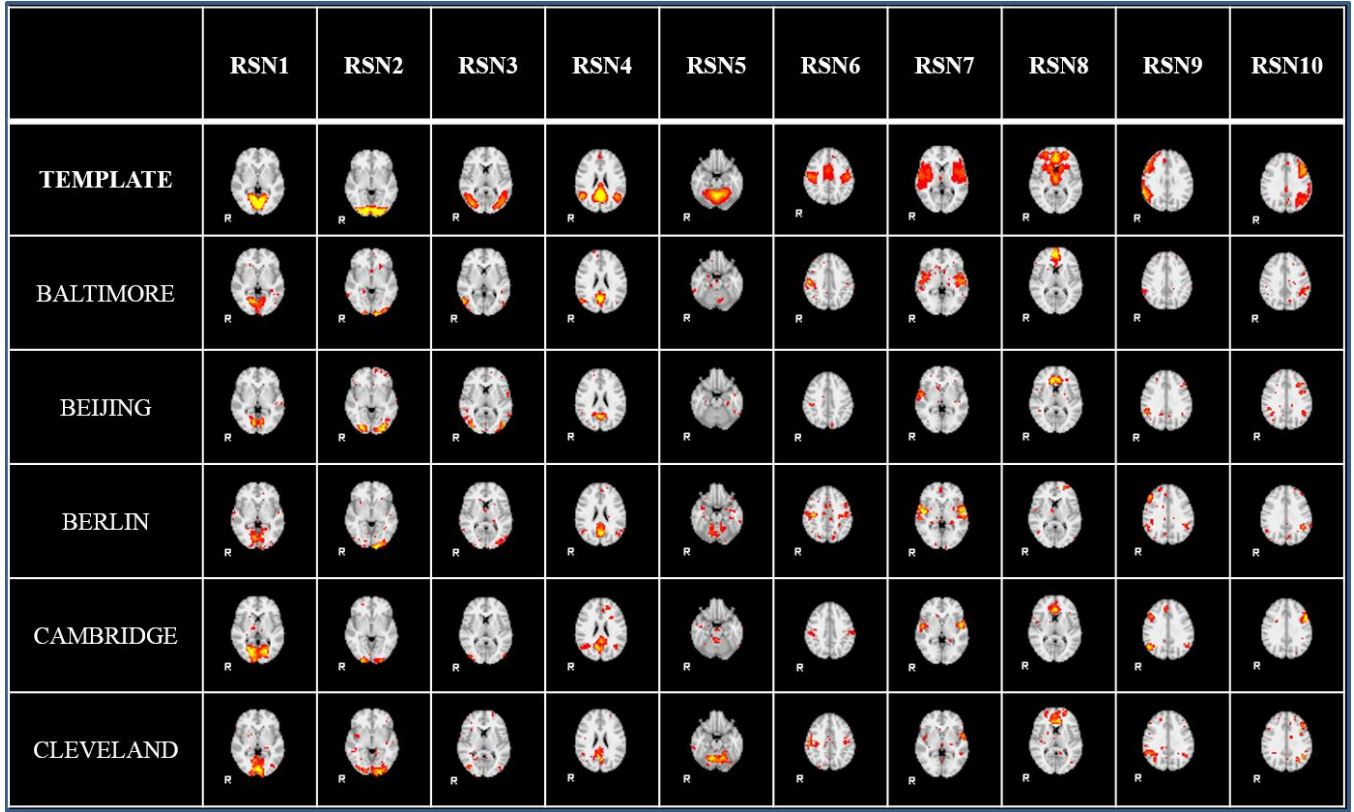 RSN1 RSN2 RSN3 RSN4 RSN5 RSN6 RSN7 RSN8 RSN9 RSN10
TEMPLATE R R R R R R R R R R
BALTIMORE R R R R R R R R R R
BEIJING R R R R R R R R R R
BERLIN R R R R R R R R R R
CAMBRIDGE R R R R R R R R R R
CLEVELAND R R R R R R R R R R